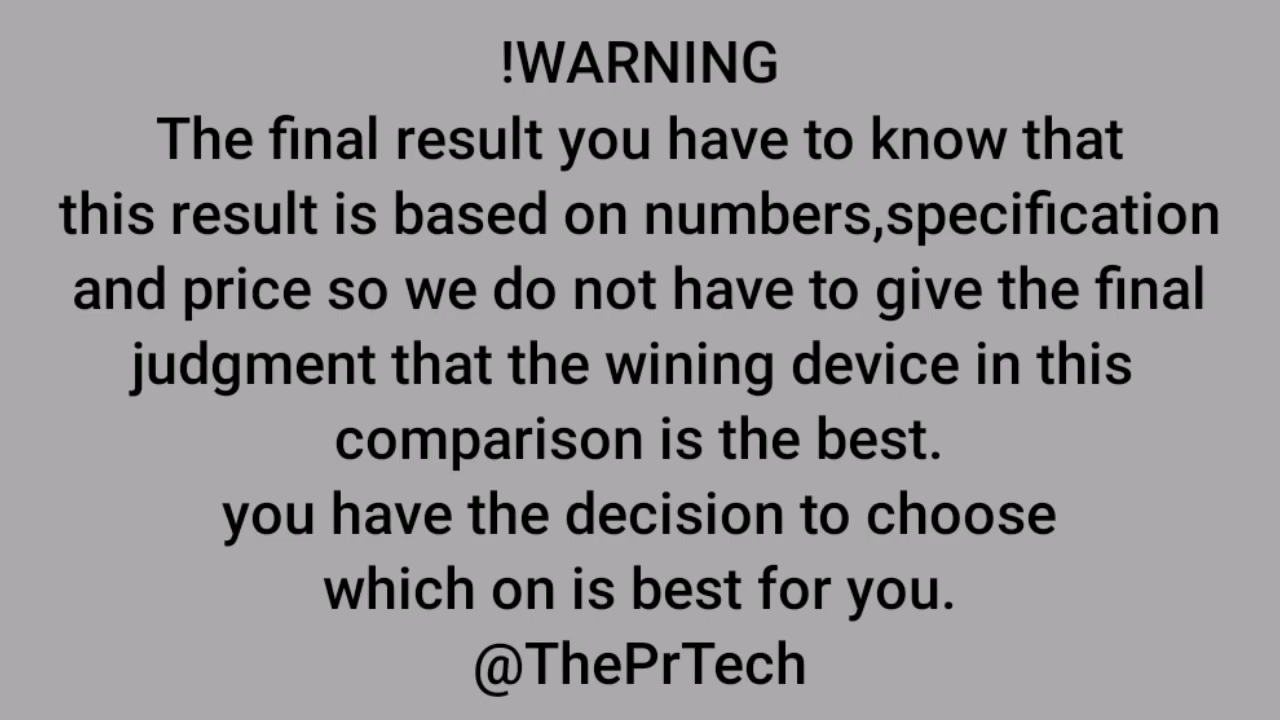 !WARNING
The final result you have to know that
this result is based on numbers,specification
and price so we do not have to give the final
judgment that the wining device in this
comparison is the best.
you have the decision to choose
which on is best for you.
@ThePrTech